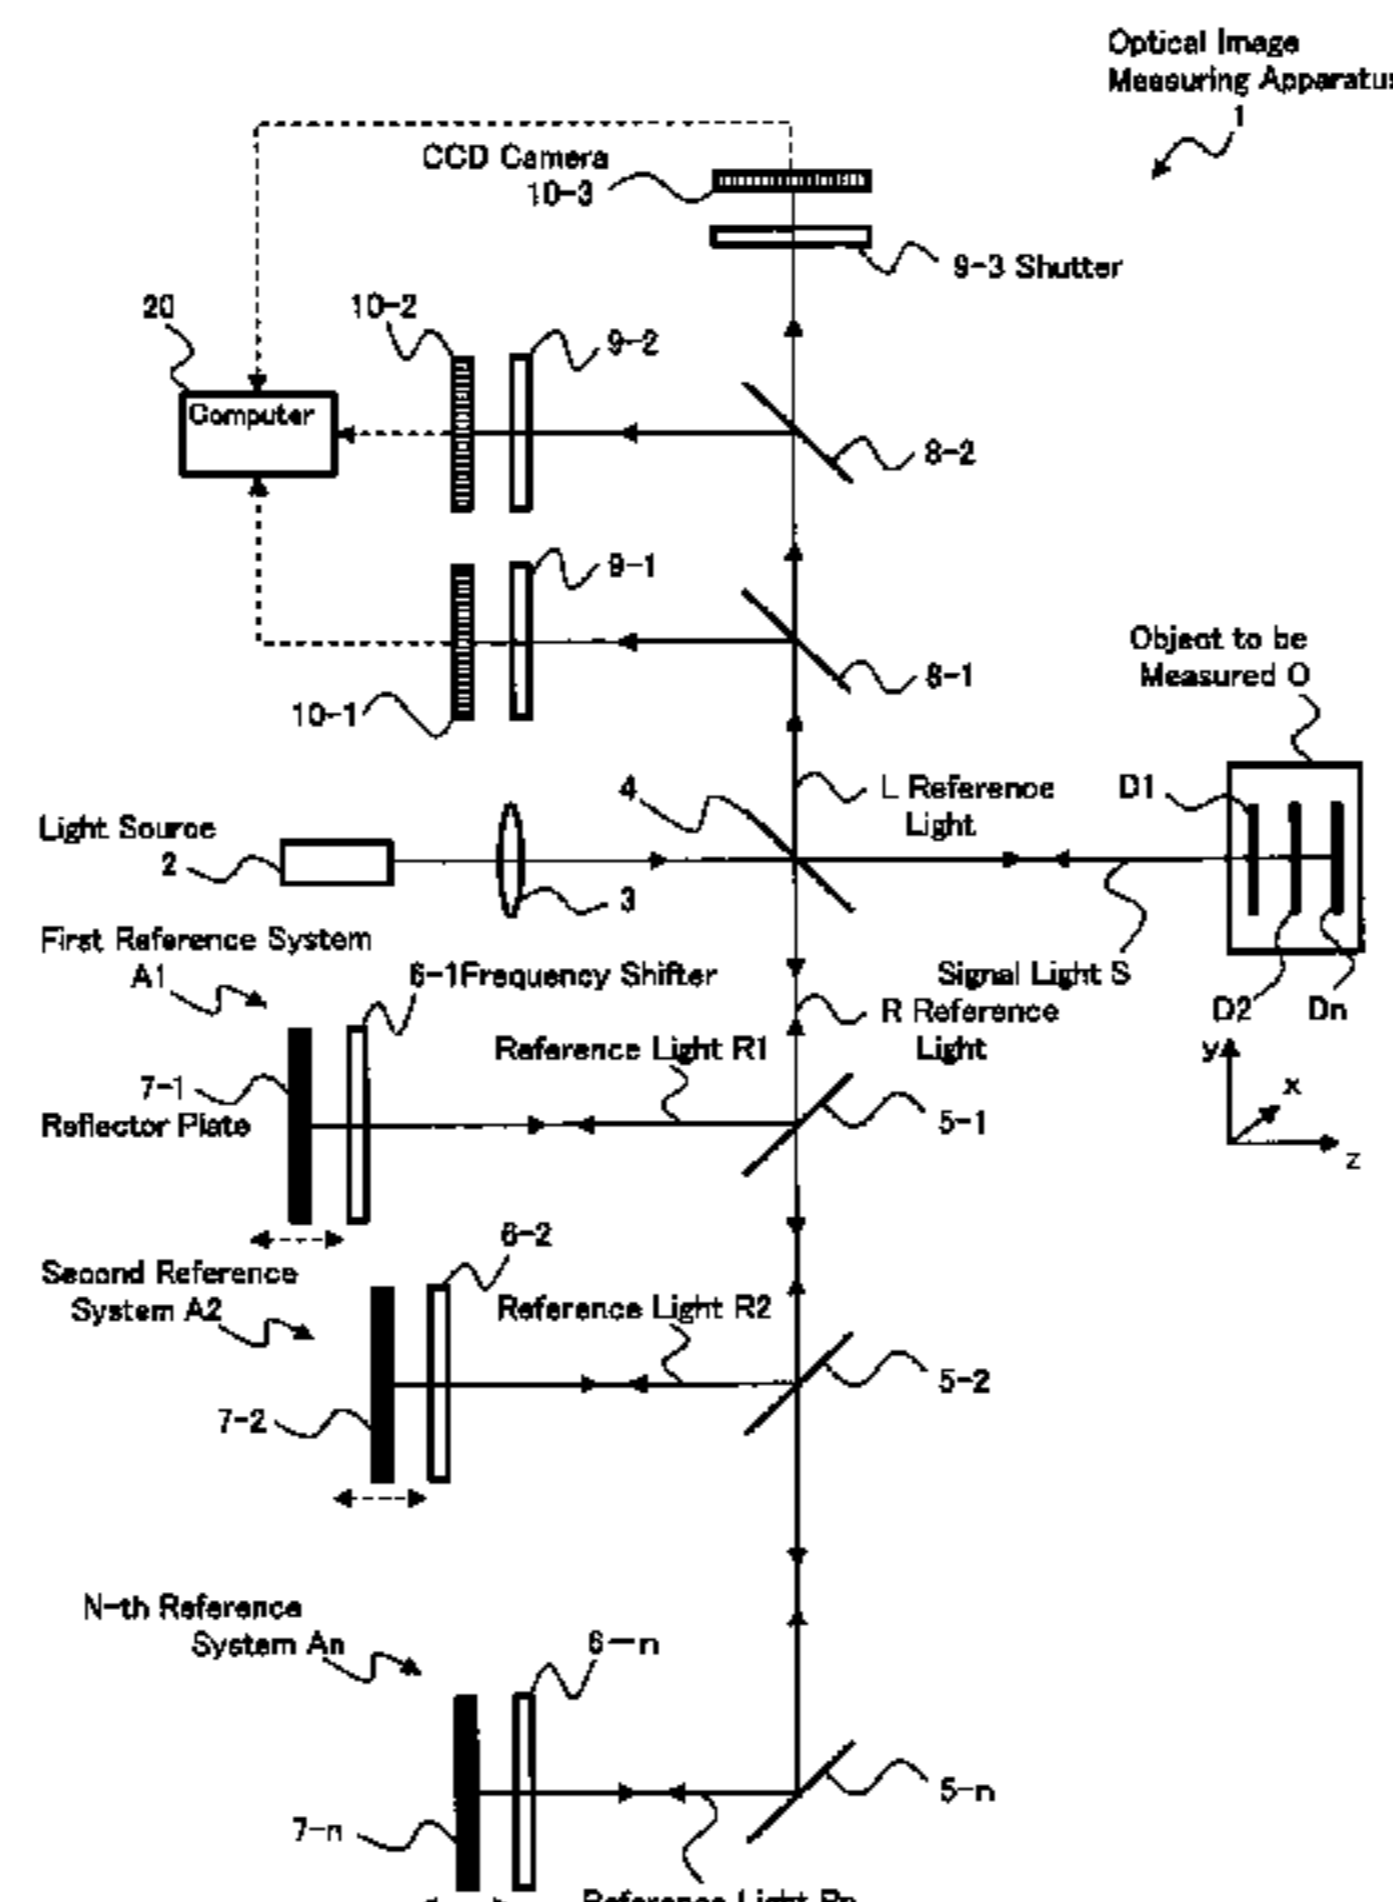 Optical Image
Measuring Apparatus
1
CCD Camera
10-3
9-3 Shutter
20
10-2
9-2
Computer
8-2
9-1
10-1
8-1
Object to be
Measured O
4
L Reference
Light
D1
Light Source
2
3
First Reference System
A1
6-1Frequency Shifter
Signal Light S
D2
Dn
R Reference
Light
Reference Light R1
y
x
z
7-1
Reflector Plate
5-1
6-2
Second Reference
System A2
Reference Light R2
5-2
7-2
N-th Reference
System An
6-n
5-n
7-n
Reference Light Rn